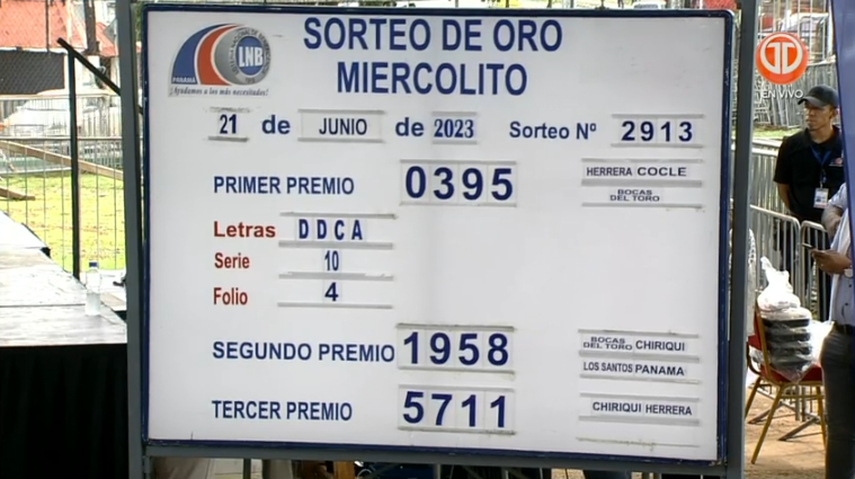 SORTEO DE ORO
MIERCOLITO
LNB
PANAMÁ
¡Ayudamos a los más necesitados!
21 de JUNIO de 2023 Sorteo Nº 2913
PRIMER PREMIO 0395 HERRERA COCLE
BOCAS DEL TORO
Letras D D C A
Serie 10
Folio 4
SEGUNDO PREMIO 1958 BOCAS DEL TORO CHIRIQUI
LOS SANTOS PANAMA
TERCER PREMIO 5711 CHIRIQUI HERRERA
EN VIVO